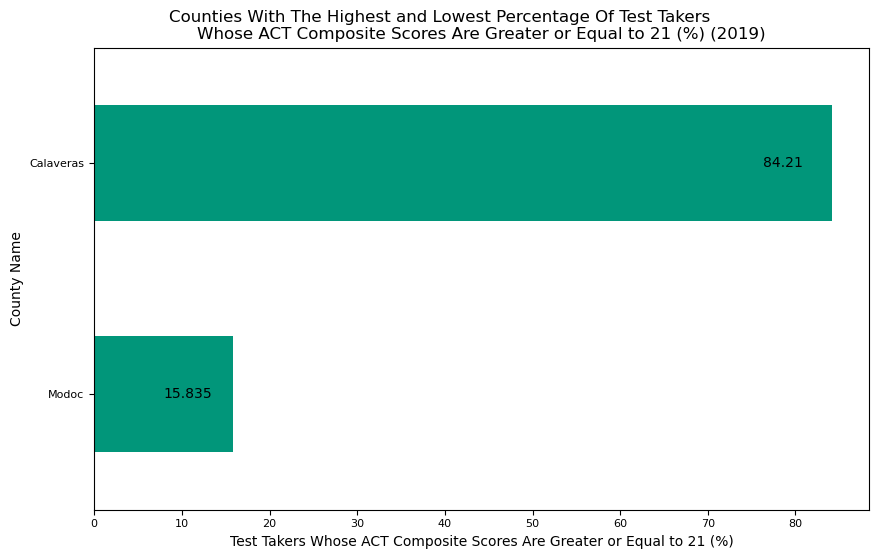 Counties With The Highest and Lowest Percentage Of Test Takers
Whose ACT Composite Scores Are Greater or Equal to 21 (%) (2019)
County Name
Calaveras
84.21
Modoc
15.835
0 10 20 30 40 50 60 70 80
Test Takers Whose ACT Composite Scores Are Greater or Equal to 21 (%)